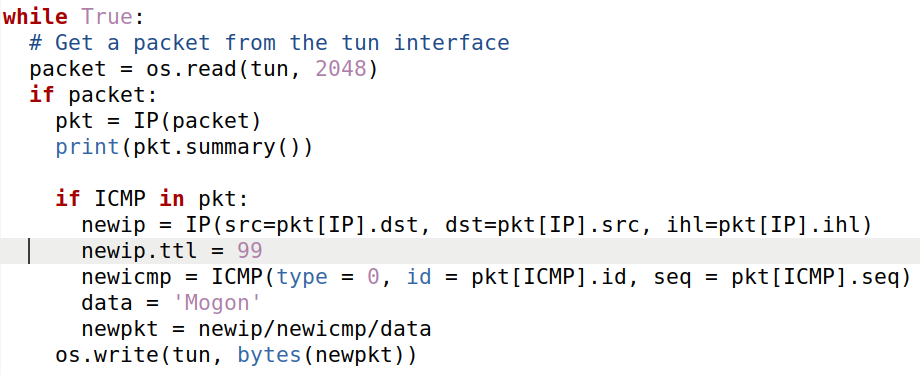 while True:
  # Get a packet from the tun interface
  packet = os.read(tun, 2048)
  if packet:
    pkt = IP(packet)
    print(pkt.summary())

    if ICMP in pkt:
      newip = IP(src=pkt[IP].dst, dst=pkt[IP].src, ihl=pkt[IP].ihl)
      newip.ttl = 99
      newicmp = ICMP(type = 0, id = pkt[ICMP].id, seq = pkt[ICMP].seq)
      data = 'Mogon'
      newpkt = newip/newicmp/data
    os.write(tun, bytes(newpkt))